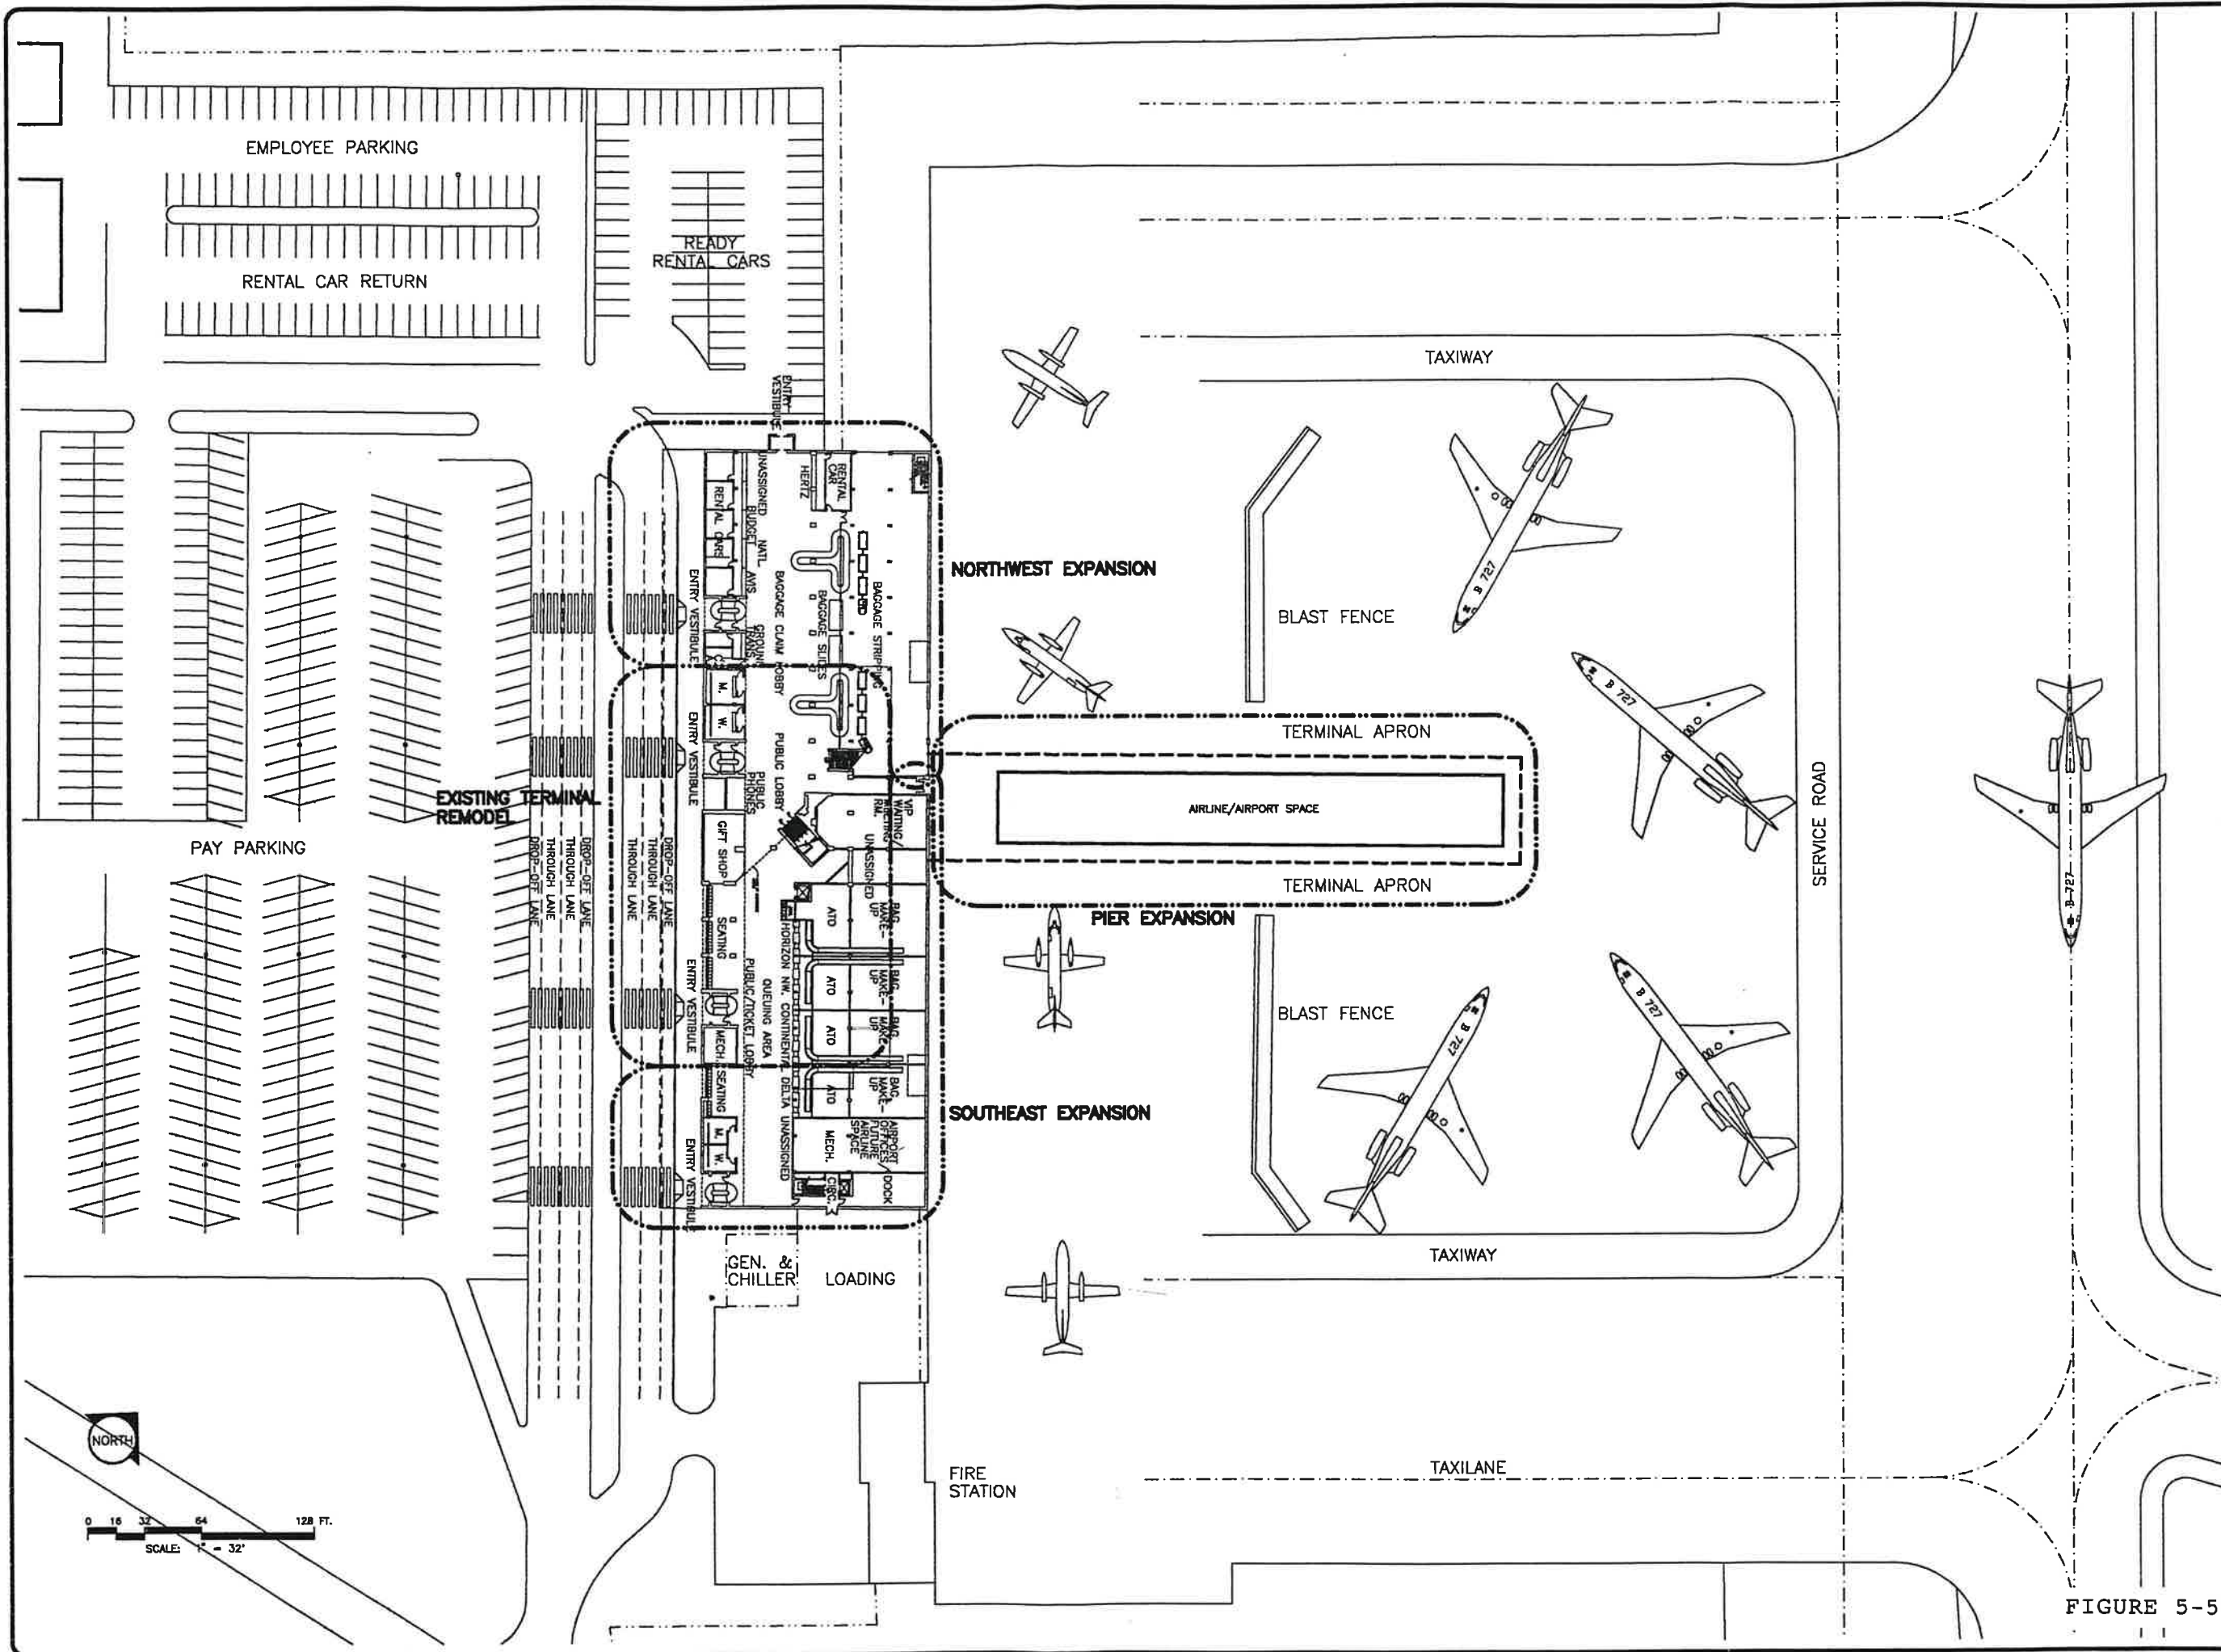 EMPLOYEE PARKING
RENTAL CAR RETURN
READY
RENTAL CARS
TAXIWAY
ENTRY
VESTIBULE
UNASSIGNED
BUDGET
NATL
AVIS
HERTZ
RENTAL
CAR
RENTAL CARS
ENTRY VESTIBULE
BAGGAGE CLAIM LOBBY
BAGGAGE SLIDES
BAGGAGE STRIPPING
GROUND
TRANS.
M.
W.
ENTRY VESTIBULE
PUBLIC LOBBY
PUBLIC
PHONES
NORTHWEST EXPANSION
BLAST FENCE
B 727
B 727
B 727
TERMINAL APRON
AIRLINE/AIRPORT SPACE
TERMINAL APRON
PIER EXPANSION
SERVICE ROAD
EXISTING TERMINAL
REMODEL
PAY PARKING
DROP-OFF LANE
THROUGH LANE
THROUGH LANE
DROP-OFF LANE
THROUGH LANE
THROUGH LANE
DROP-OFF LANE
GIFT SHOP
VIP
WAITING/
MEETING
RM.
UNASSIGNED
SEATING
ATO
BAG
MAKE-
UP
HORIZON
NW.
CONTINENTAL
DELTA
UNASSIGNED
ENTRY VESTIBULE
PUBLIC/TICKET LOBBY
QUEUING AREA
ATO
BAG
MAKE-
UP
MECH.
ATO
BAG
MAKE-
UP
SEATING
ATO
BAG
MAKE-
UP
M.
W.
ENTRY VESTIBULE
MECH.
AIRPORT
OFFICES/
FUTURE
AIRLINE
SPACE
CIRC.
DOCK
SOUTHEAST EXPANSION
BLAST FENCE
B 727
B 727
TAXIWAY
GEN. &
CHILLER
LOADING
FIRE
STATION
TAXILANE
NORTH
0 16 32 64 128 FT.
SCALE: 1" = 32'
FIGURE 5-5